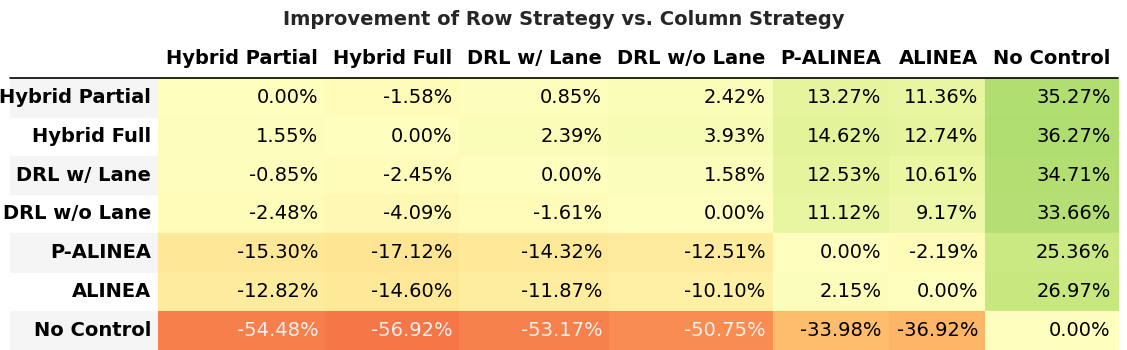 Improvement of Row Strategy vs. Column Strategy
Hybrid Partial Hybrid Full DRL w/ Lane DRL w/o Lane P-ALINEA ALINEA No Control
Hybrid Partial 0.00% -1.58% 0.85% 2.42% 13.27% 11.36% 35.27%
Hybrid Full 1.55% 0.00% 2.39% 3.93% 14.62% 12.74% 36.27%
DRL w/ Lane -0.85% -2.45% 0.00% 1.58% 12.53% 10.61% 34.71%
DRL w/o Lane -2.48% -4.09% -1.61% 0.00% 11.12% 9.17% 33.66%
P-ALINEA -15.30% -17.12% -14.32% -12.51% 0.00% -2.19% 25.36%
ALINEA -12.82% -14.60% -11.87% -10.10% 2.15% 0.00% 26.97%
No Control -54.48% -56.92% -53.17% -50.75% -33.98% -36.92% 0.00%